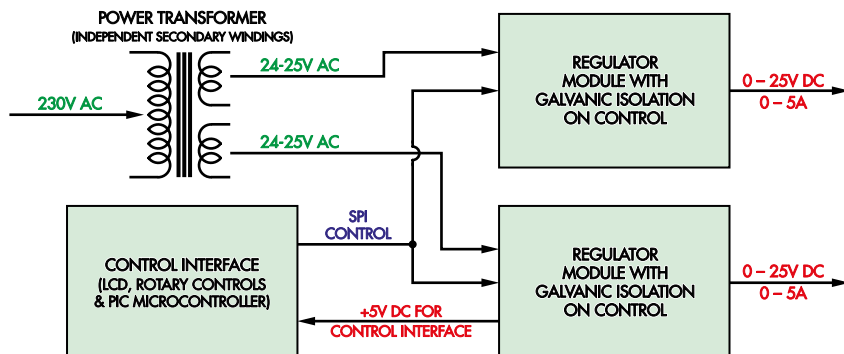 POWER TRANSFORMER
(INDEPENDENT SECONDARY WINDINGS)
230V AC
24-25V AC
24-25V AC
REGULATOR
MODULE WITH
GALVANIC ISOLATION
ON CONTROL
0 – 25V DC
0 – 5A
CONTROL INTERFACE
(LCD, ROTARY CONTROLS
& PIC MICROCONTROLLER)
SPI
CONTROL
+5V DC FOR
CONTROL INTERFACE
REGULATOR
MODULE WITH
GALVANIC ISOLATION
ON CONTROL
0 – 25V DC
0 – 5A